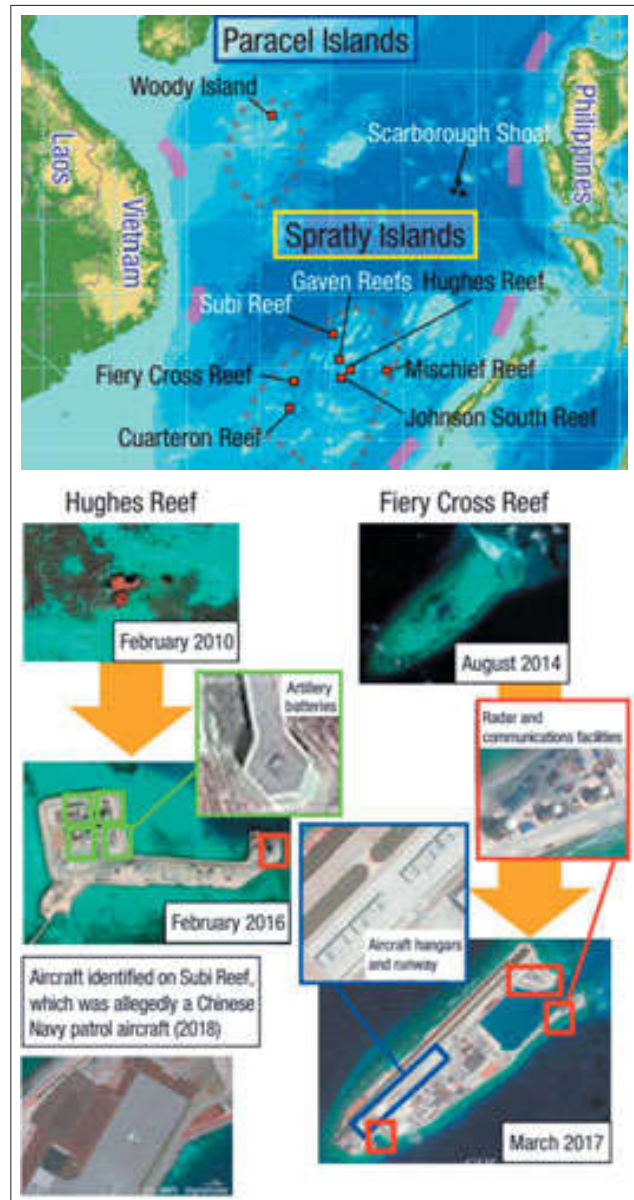 Paracel Islands
Woody Island
Scarborough Shoal
Laos
Vietnam
Philippines
Spratly Islands
Gaven Reefs
Hughes Reef
Subi Reef
Fiery Cross Reef
Mischief Reef
Johnson South Reef
Cuarteron Reef
Hughes Reef
Fiery Cross Reef
February 2010
August 2014
Artillery
batteries
Radar and
communications facilities
February 2016
Aircraft hangars
and runway
Aircraft identified on Subi Reef,
which was allegedly a Chinese
Navy patrol aircraft (2018)
March 2017